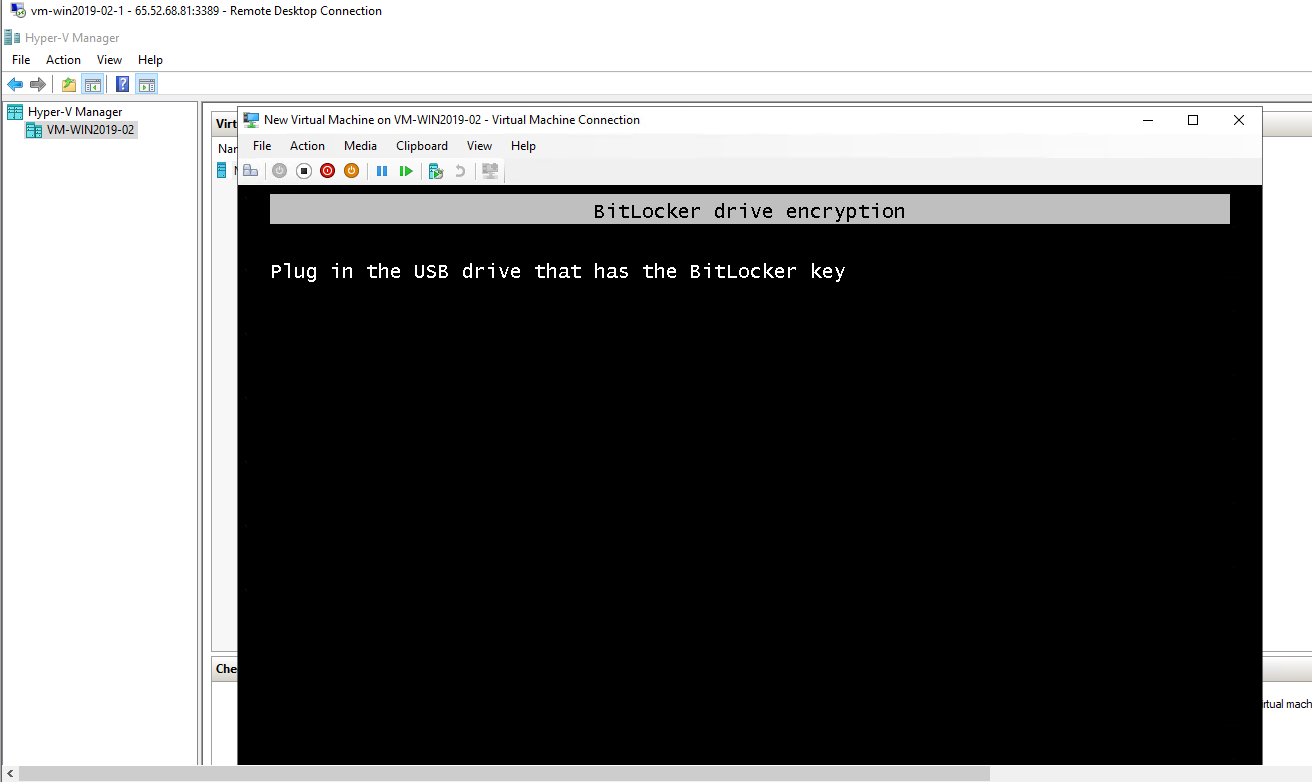 vm-win2019-02-1 - 65.52.68.81:3389 - Remote Desktop Connection
Hyper-V Manager
File Action View Help
Hyper-V Manager
VM-WIN2019-02
Virt
Nar
New Virtual Machine on VM-WIN2019-02 - Virtual Machine Connection
File Action Media Clipboard View Help
BitLocker drive encryption
Plug in the USB drive that has the BitLocker key
Che
irtual mach